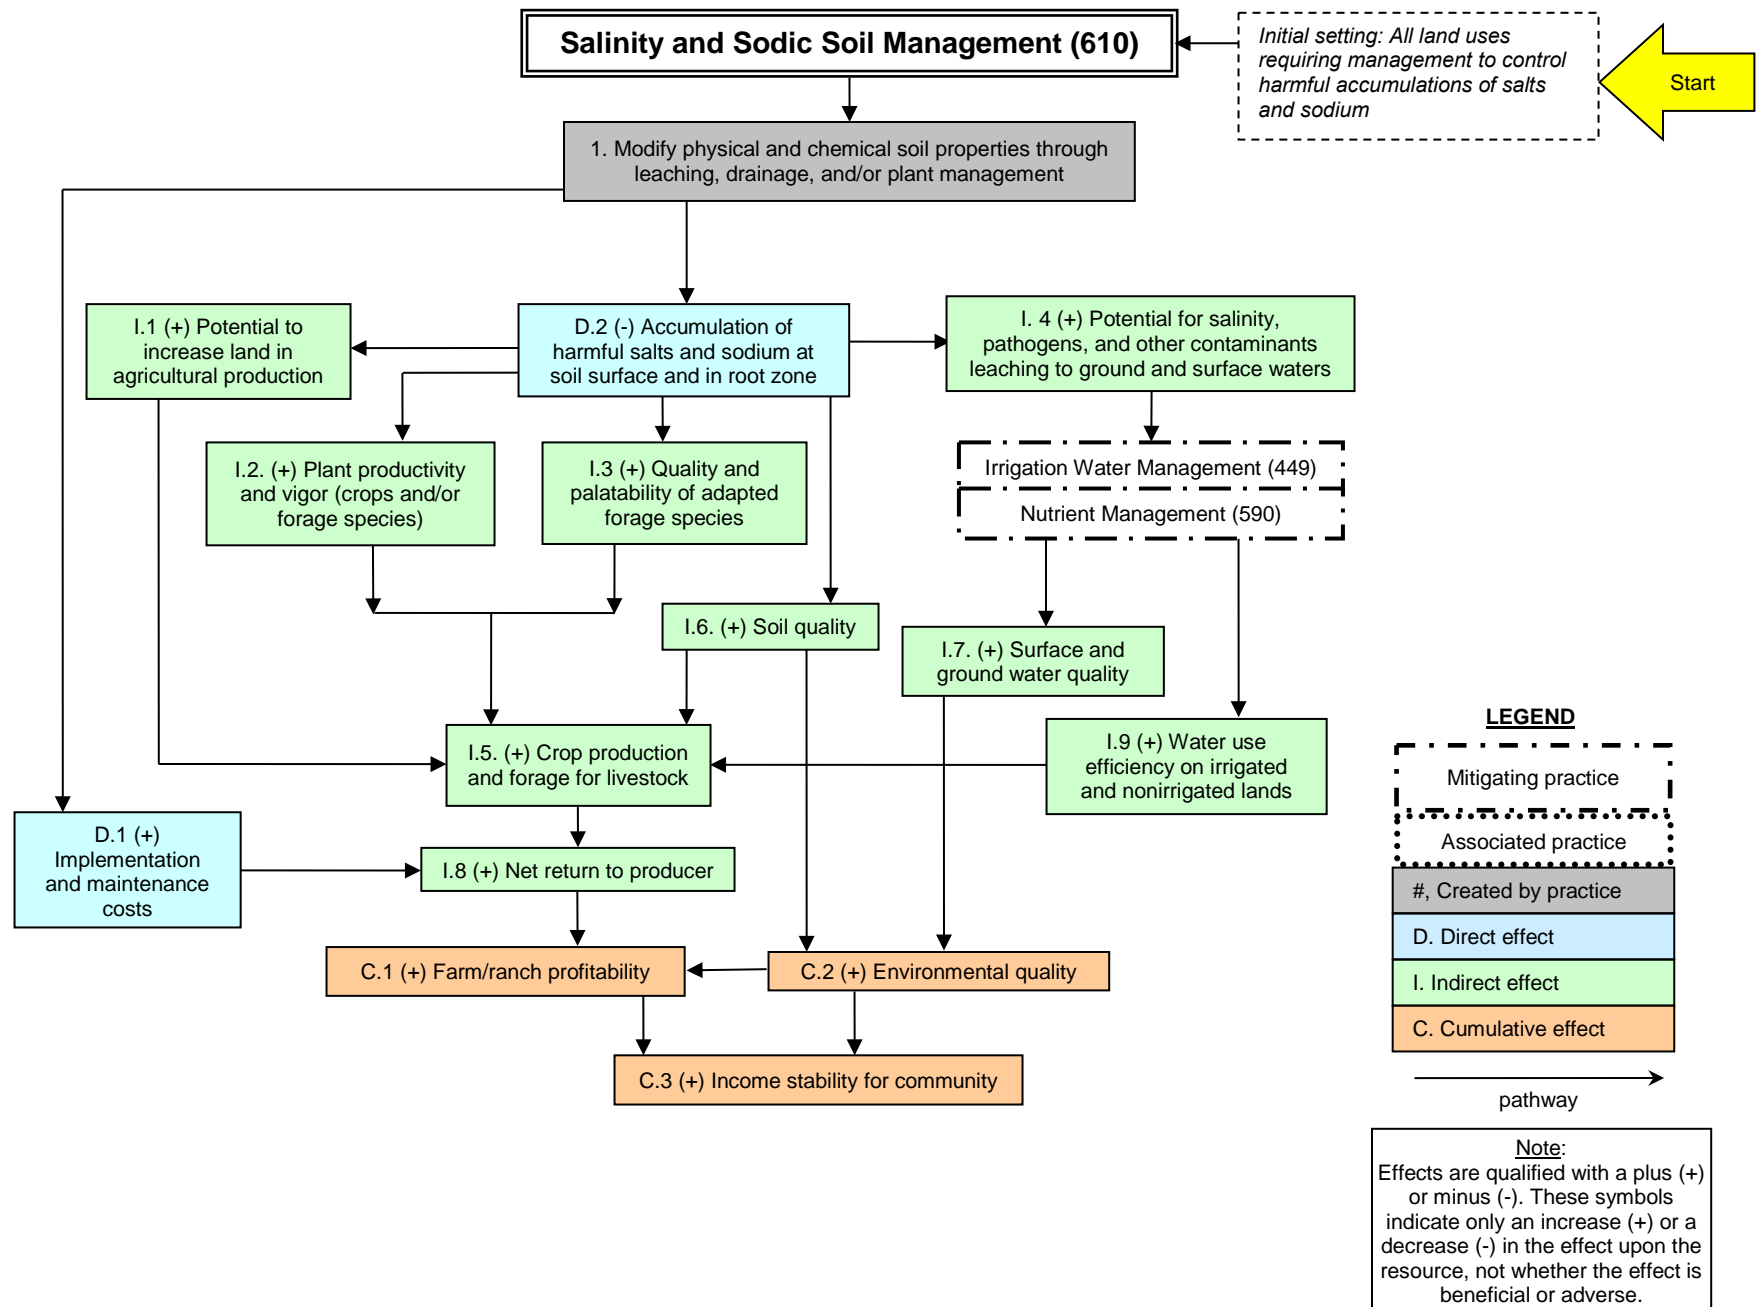 Salinity and Sodic Soil Management (610)
Initial setting: All land uses
requiring management to control
harmful accumulations of salts
and sodium
Start
1. Modify physical and chemical soil properties through
leaching, drainage, and/or plant management
I.1 (+) Potential to
increase land in
agricultural production
D.2 (-) Accumulation of
harmful salts and sodium at
soil surface and in root zone
I. 4 (+) Potential for salinity,
pathogens, and other contaminants
leaching to ground and surface waters
I.2. (+) Plant productivity
and vigor (crops and/or
forage species)
I.3 (+) Quality and
palatability of adapted
forage species
Irrigation Water Management (449)
Nutrient Management (590)
I.6. (+) Soil quality
I.7. (+) Surface and
ground water quality
I.5. (+) Crop production
and forage for livestock
I.9 (+) Water use
efficiency on irrigated
and nonirrigated lands
D.1 (+)
Implementation
and maintenance
costs
I.8 (+) Net return to producer
C.1 (+) Farm/ranch profitability
C.2 (+) Environmental quality
C.3 (+) Income stability for community
LEGEND
Mitigating practice
Associated practice
#, Created by practice
D. Direct effect
I. Indirect effect
C. Cumulative effect
pathway
Note:
Effects are qualified with a plus (+)
or minus (-). These symbols
indicate only an increase (+) or a
decrease (-) in the effect upon the
resource, not whether the effect is
beneficial or adverse.